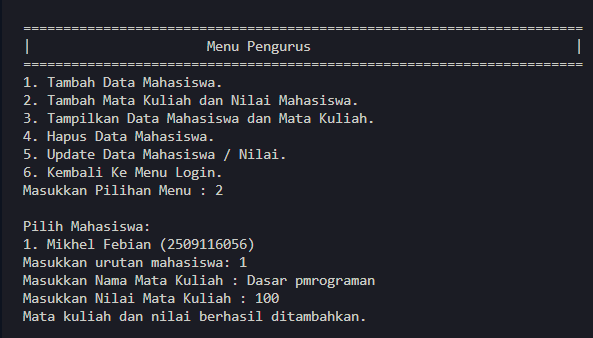 ======================================================================
|                      Menu Pengurus                                 |
======================================================================
1. Tambah Data Mahasiswa.
2. Tambah Mata Kuliah dan Nilai Mahasiswa.
3. Tampilkan Data Mahasiswa dan Mata Kuliah.
4. Hapus Data Mahasiswa.
5. Update Data Mahasiswa / Nilai.
6. Kembali Ke Menu Login.
Masukkan Pilihan Menu : 2

Pilih Mahasiswa:
1. Mikhel Febian (2509116056)
Masukkan urutan mahasiswa: 1
Masukkan Nama Mata Kuliah : Dasar pmrograman
Masukkan Nilai Mata Kuliah : 100
Mata kuliah dan nilai berhasil ditambahkan.